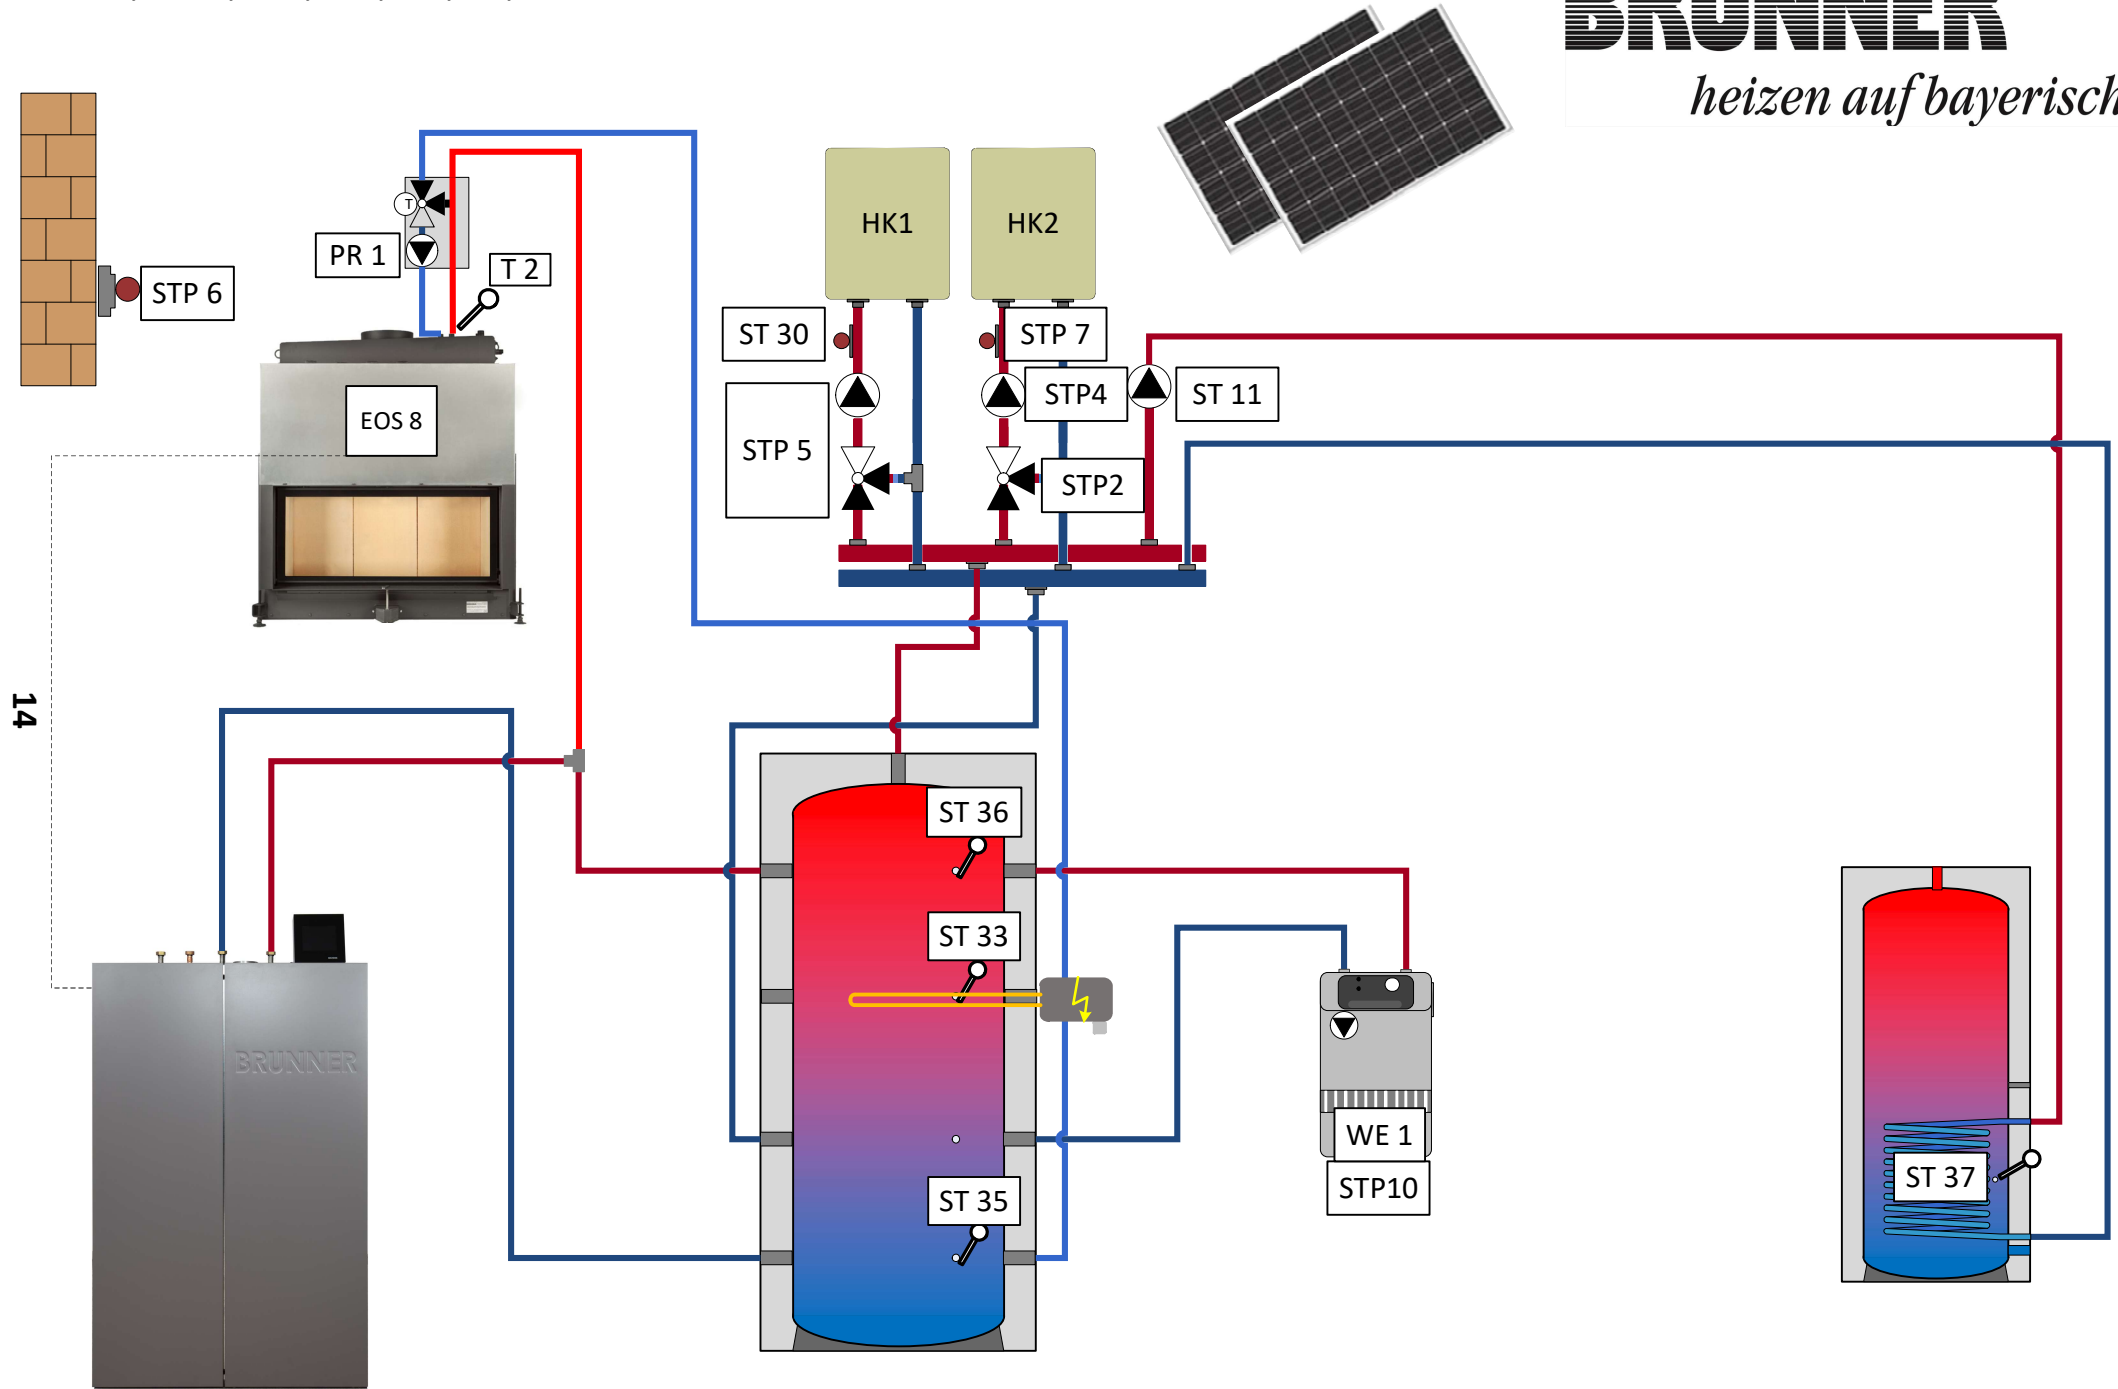 BRUNNER
heizen auf bayerisch
HK1
HK2
T
PR 1
T 2
STP 6
ST 30
STP 7
EOS 8
STP 5
STP4
ST 11
STP2
14
ST 36
ST 33
BRUNNER
WE 1
STP10
ST 37
ST 35